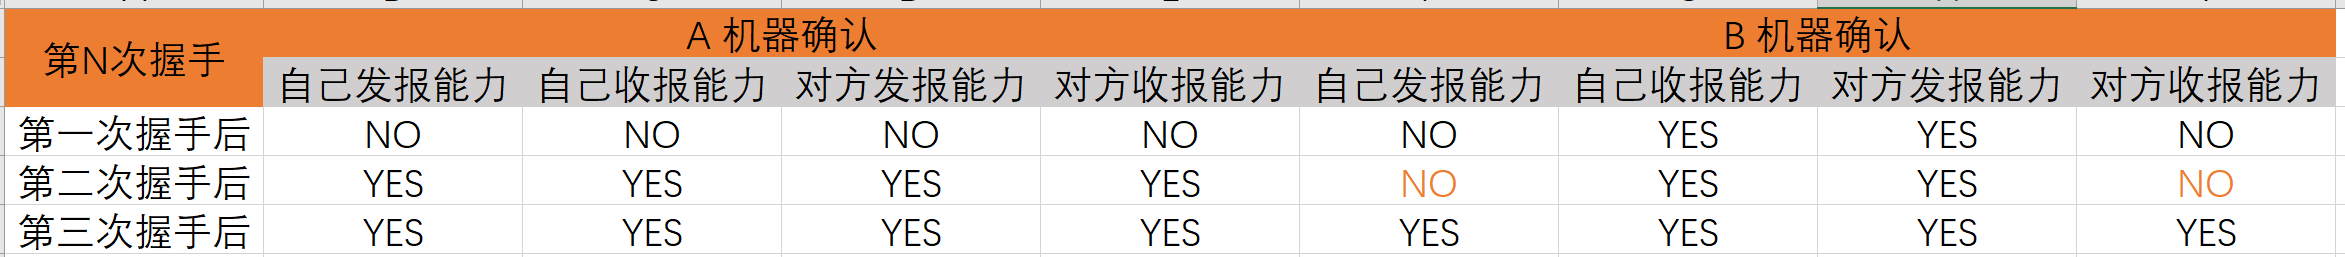 第N次握手 A 机器确认 B 机器确认
自己发报能力 自己收报能力 对方发报能力 对方收报能力 自己发报能力 自己收报能力 对方发报能力 对方收报能力
第一次握手后 NO NO NO NO NO YES YES NO
第二次握手后 YES YES YES YES NO YES YES NO
第三次握手后 YES YES YES YES YES YES YES YES